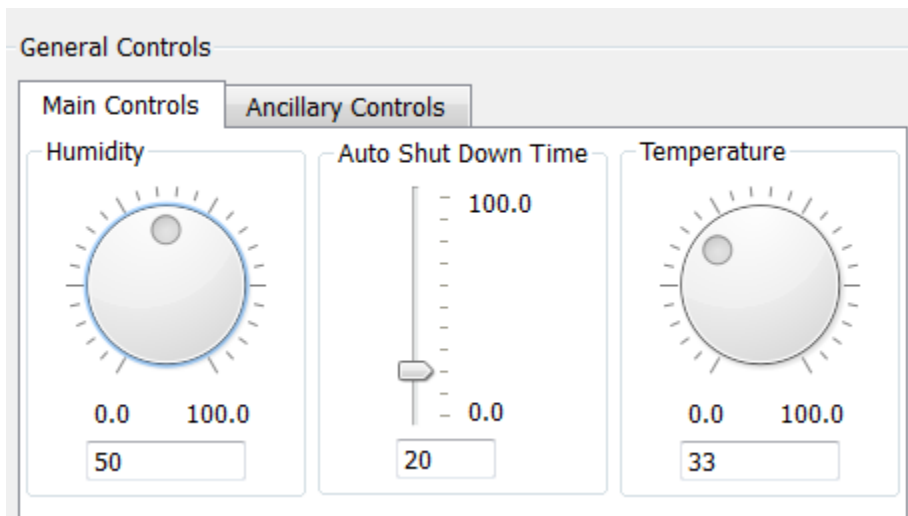 General Controls
Main Controls Ancillary Controls
Humidity
0.0 100.0
50
Auto Shut Down Time
100.0
0.0
20
Temperature
0.0 100.0
33